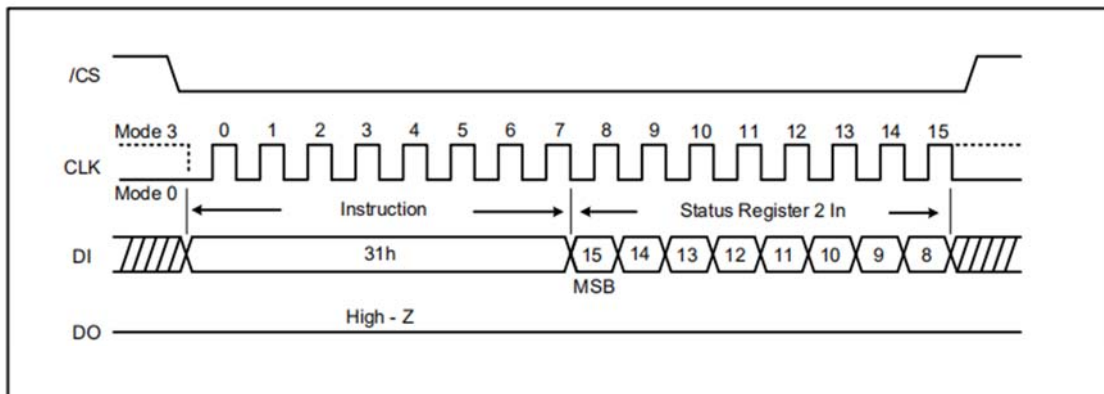 /CS
Mode 3 0 1 2 3 4 5 6 7 8 9 10 11 12 13 14 15
CLK
Mode 0
Instruction Status Register 2 In
DI 31h 15 14 13 12 11 10 9 8
MSB
High - Z
DO